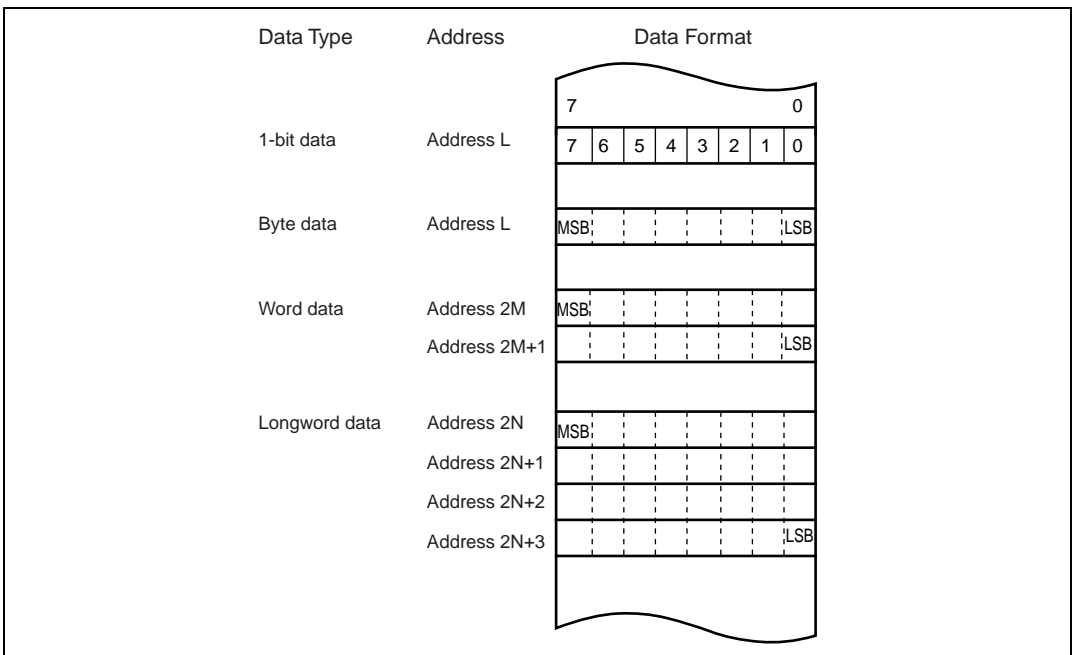 Data Type Address Data Format
7 0
1-bit data Address L 7 6 5 4 3 2 1 0
Byte data Address L MSB LSB
Word data Address 2M MSB
Address 2M+1 LSB
Longword data Address 2N MSB
Address 2N+1
Address 2N+2
Address 2N+3 LSB